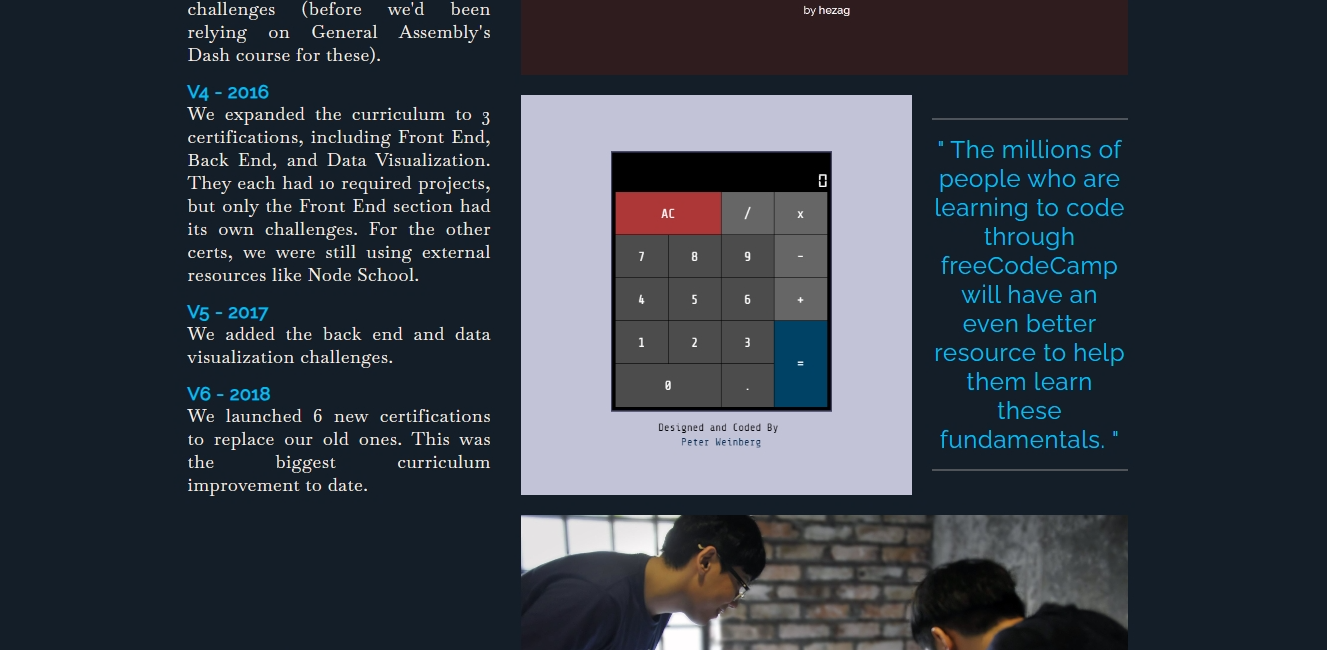 challenges (before we'd been
relying on General Assembly's
Dash course for these).
V4 - 2016
We expanded the curriculum to 3
certifications, including Front End,
Back End, and Data Visualization.
They each had 10 required projects,
but only the Front End section had
its own challenges. For the other
certs, we were still using external
resources like Node School.
V5 - 2017
We added the back end and data
visualization challenges.
V6 - 2018
We launched 6 new certifications
to replace our old ones. This was
the biggest curriculum
improvement to date.
by hezag
0
AC / x
7 8 9 -
4 5 6 +
1 2 3
=
0 .
Designed and Coded By
Peter Weinberg
" The millions of
people who are
learning to code
through
freeCodeCamp
will have an
even better
resource to help
them learn
these
fundamentals. "